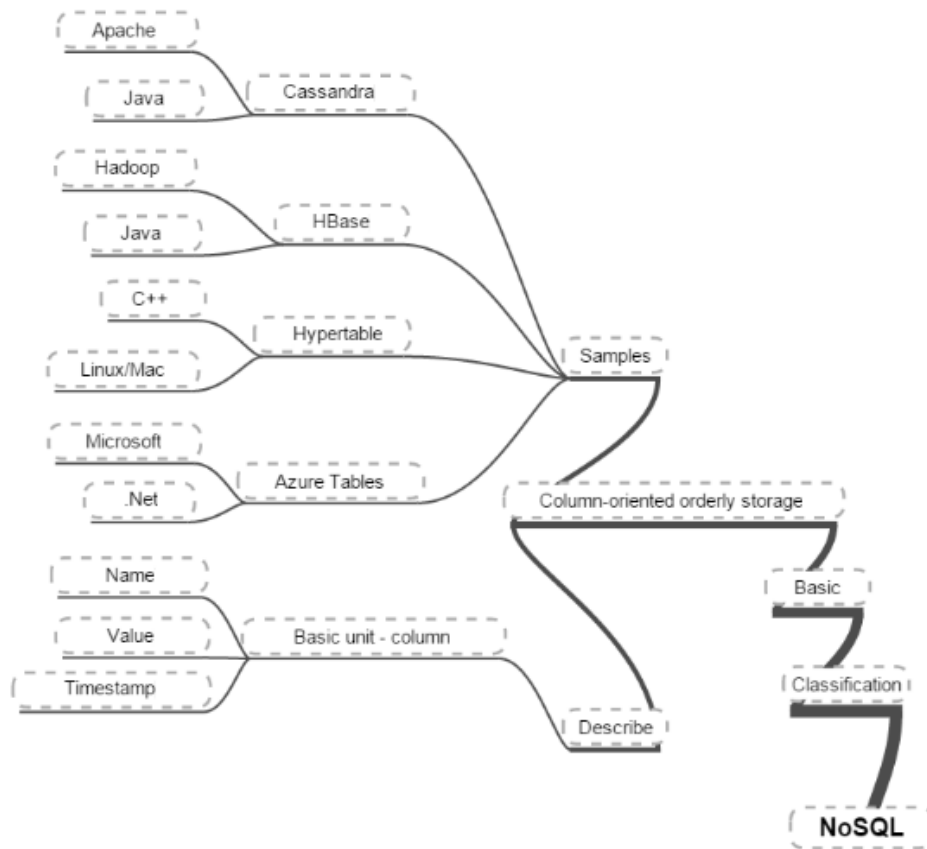 Apache
Java
Cassandra
Hadoop
Java
HBase
C++
Linux/Mac
Hypertable
Microsoft
.Net
Azure Tables
Samples
Column-oriented orderly storage
Name
Value
Timestamp
Basic unit - column
Describe
Basic
Classification
NoSQL